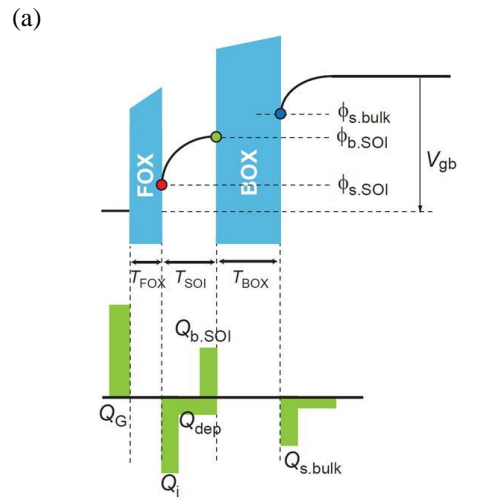 (a)
FOX
BOX
ϕs.bulk
ϕb.SOI
ϕs.SOI
Vgb
TFOX
TSOI
TBOX
Qb.SOI
QG
Qdep
Qi
Qs.bulk